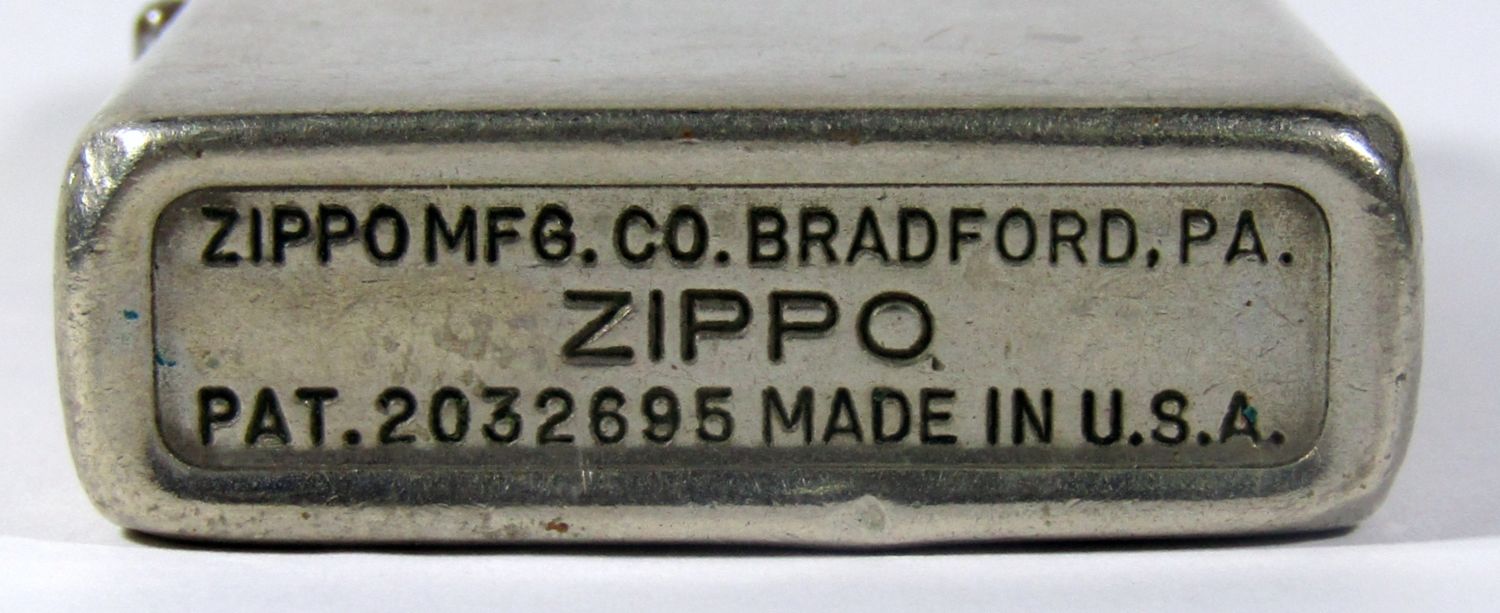 ZIPPO MFG. CO. BRADFORD, PA.
ZIPPO
PAT. 2032695 MADE IN U.S.A.